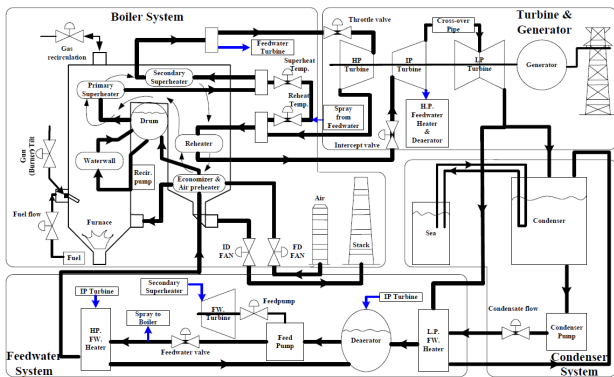 Boiler System
Turbine &
Generator
Gas
recirculation
Feedwater
Turbine
Throttle valve
Cross-over
Pipe
Secondary
Superheater
Primary
Superheater
Superheat
Temp.
Reheat
Temp.
HP
Turbine
IP
Turbine
LP
Turbine
Generator
Drum
Spray
from
Feedwater
H.P.
Feedwater
Heater
&
Deaerator
Gun
(Burner) Tilt
Waterwall
Recir.
pump
Reheater
Intercept valve
Economizer &
Air preheater
Fuel flow
Furnace
Fuel
Air
Stack
ID
FAN
FD
FAN
Sea
Condenser
IP Turbine
Secondary
Superheater
FW.
Turbine
Feedpump
IP Turbine
Condensate flow
Spray to
Boiler
HP.
FW.
Heater
Feedwater valve
Feed
Pump
Deaerator
L.P.
FW.
Heater
Condenser
Pump
Feedwater
System
Condenser
System